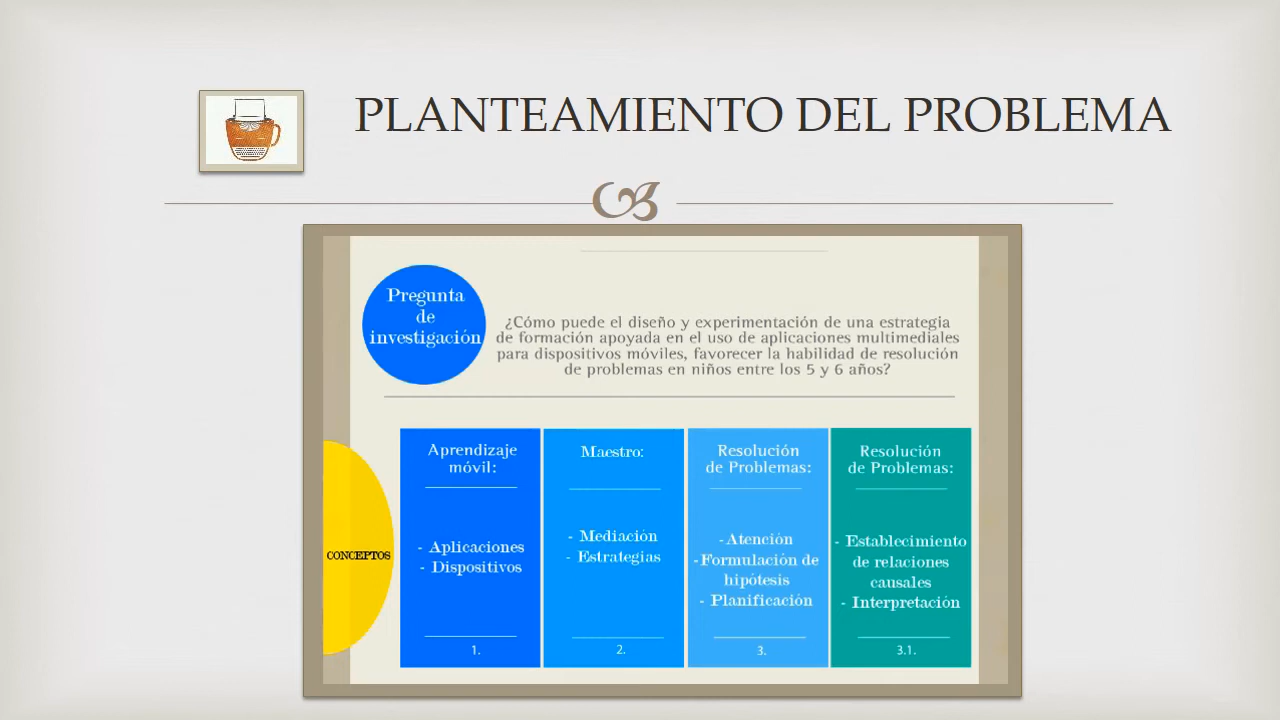 PLANTEAMIENTO DEL PROBLEMA
Pregunta
de
investigación
¿Cómo puede el diseño y experimentación de una estrategia
de formación apoyada en el uso de aplicaciones multimediales
para dispositivos móviles, favorecer la habilidad de resolución
de problemas en niños entre los 5 y 6 años?
CONCEPTOS
Aprendizaje
móvil:
- Aplicaciones
- Dispositivos
1.
Maestro:
- Mediación
- Estrategias
2.
Resolución
de Problemas:
- Atención
- Formulación de
hipótesis
- Planificación
3.
Resolución
de Problemas:
- Establecimiento
de relaciones
causales
- Interpretación
3.1.